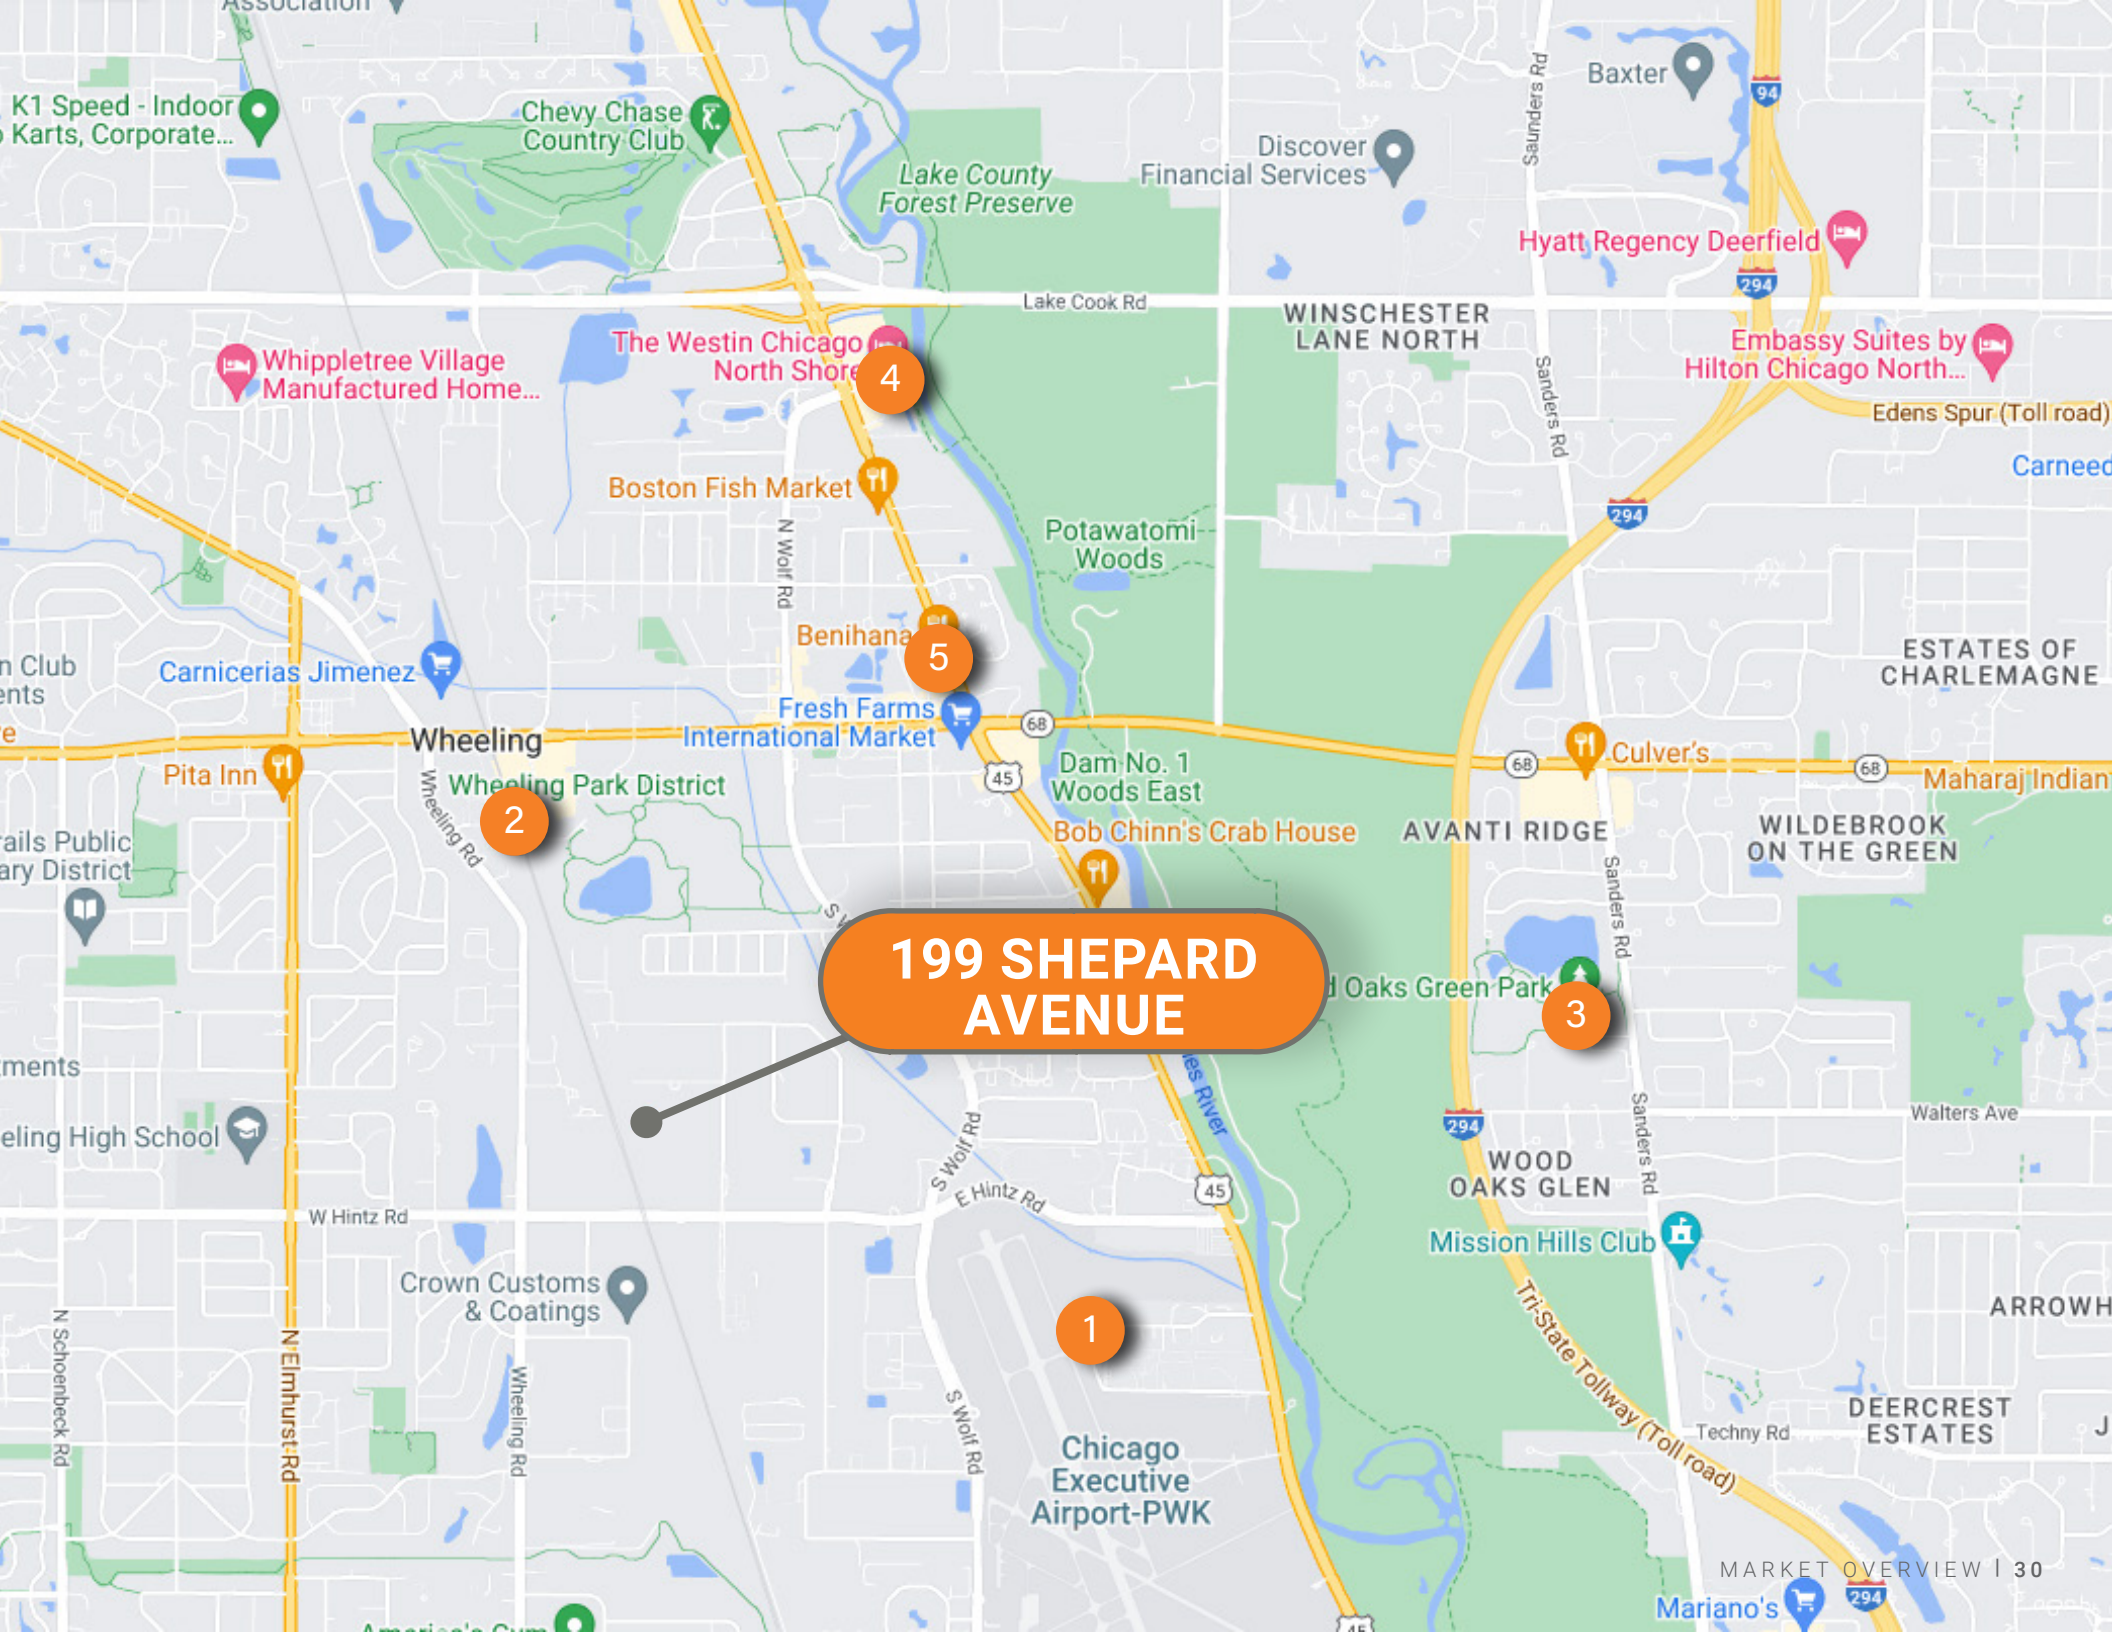 Association
K1 Speed - Indoor
Karts, Corporate...
Chevy Chase
Country Club
Lake County
Forest Preserve
Discover
Financial Services
Saunders Rd
Baxter
94
Hyatt Regency Deerfield
294
Lake Cook Rd
WINSCHESTER
LANE NORTH
The Westin Chicago
North Shore
4
Whippletree Village
Manufactured Home...
Embassy Suites by
Hilton Chicago North...
Sanders Rd
Edens Spur (Toll road)
Carneed
Boston Fish Market
294
N Wolf Rd
Potawatomi
Woods
Benihana
5
n Club
ents
Carnicerias Jimenez
ESTATES OF
CHARLEMAGNE
Fresh Farms
International Market
68
e
Wheeling
Pita Inn
Wheeling Park District
2
Wheeling Rd
45
Dam No. 1
Woods East
68
Culver's
68
Maharaj Indian
Bob Chinn's Crab House
AVANTI RIDGE
WILDEBROOK
ON THE GREEN
rails Public
ary District
S W
Sanders Rd
199 SHEPARD
AVENUE
d Oaks Green Park
3
tments
nes River
eling High School
S Wolf Rd
294
Sanders Rd
Walters Ave
WOOD
OAKS GLEN
45
E Hintz Rd
W Hintz Rd
Mission Hills Club
Crown Customs
& Coatings
1
ARROWH
N Schoenbeck Rd
N Elmhurst Rd
Wheeling Rd
S Wolf Rd
Tri-State Tollway (Toll road)
Techny Rd
DEERCREST
ESTATES
J
Chicago
Executive
Airport-PWK
MARKET OVERVIEW | 30
Mariano's
294
America's Gym
45